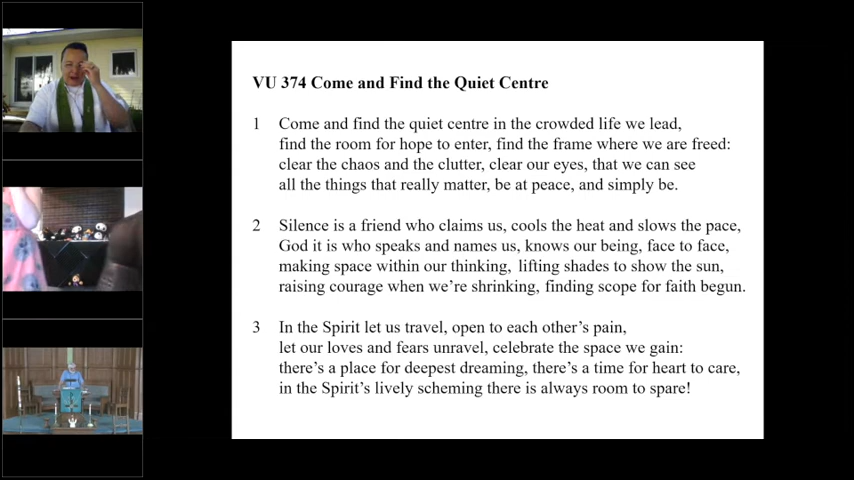 VU 374 Come and Find the Quiet Centre
1 Come and find the quiet centre in the crowded life we lead,
find the room for hope to enter, find the frame where we are freed:
clear the chaos and the clutter, clear our eyes, that we can see
all the things that really matter, be at peace, and simply be.
2 Silence is a friend who claims us, cools the heat and slows the pace,
God it is who speaks and names us, knows our being, face to face,
making space within our thinking, lifting shades to show the sun,
raising courage when we're shrinking, finding scope for faith begun.
3 In the Spirit let us travel, open to each other's pain,
let our loves and fears unravel, celebrate the space we gain:
there's a place for deepest dreaming, there's a time for heart to care,
in the Spirit's lively scheming there is always room to spare!